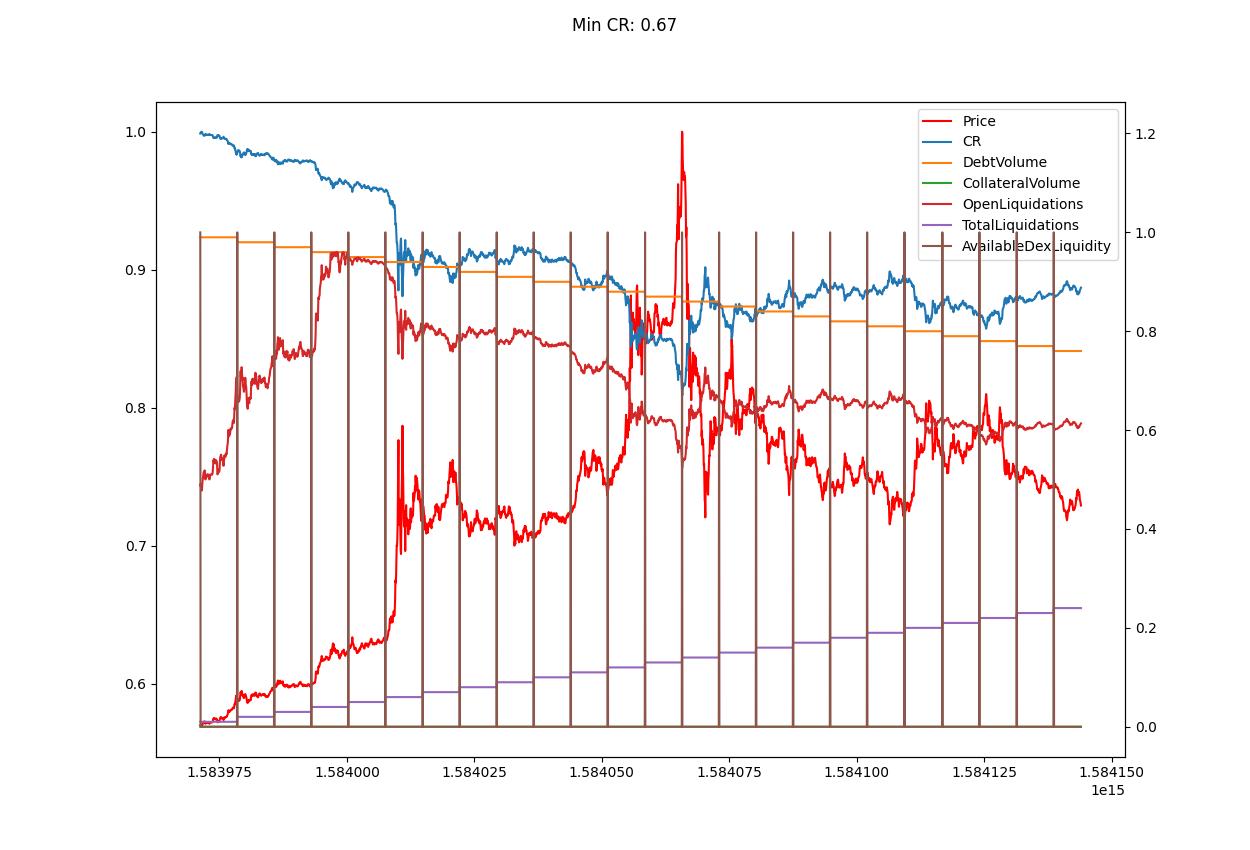 Min CR: 0.67
1.0
0.9
0.8
0.7
0.6
1.2
1.0
0.8
0.6
0.4
0.2
0.0
Price
CR
DebtVolume
CollateralVolume
OpenLiquidations
TotalLiquidations
AvailableDexLiquidity
1.583975 1.584000 1.584025 1.584050 1.584075 1.584100 1.584125 1.584150
1e15